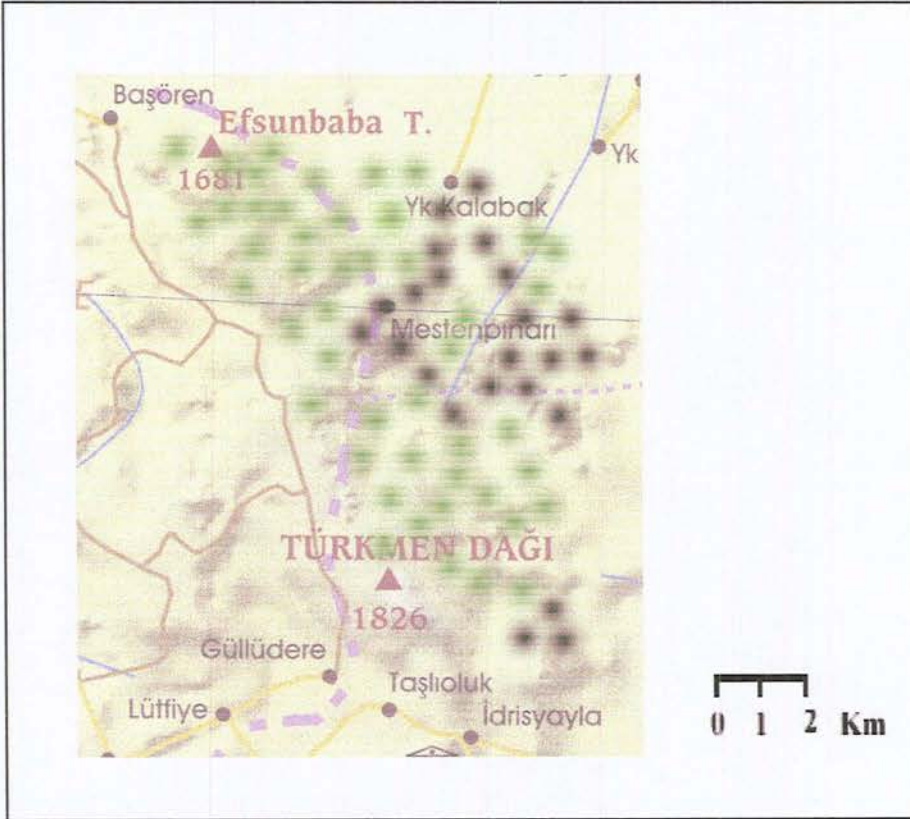 Başören
Efsunbaba T.
1681
Yk
Yk Kalabak
Mestenpınarı
TÜRKMEN DAĞI
1826
Güllüdere
Taşlıoluk
Lütfiye
İdrisyayla
0 1 2 Km